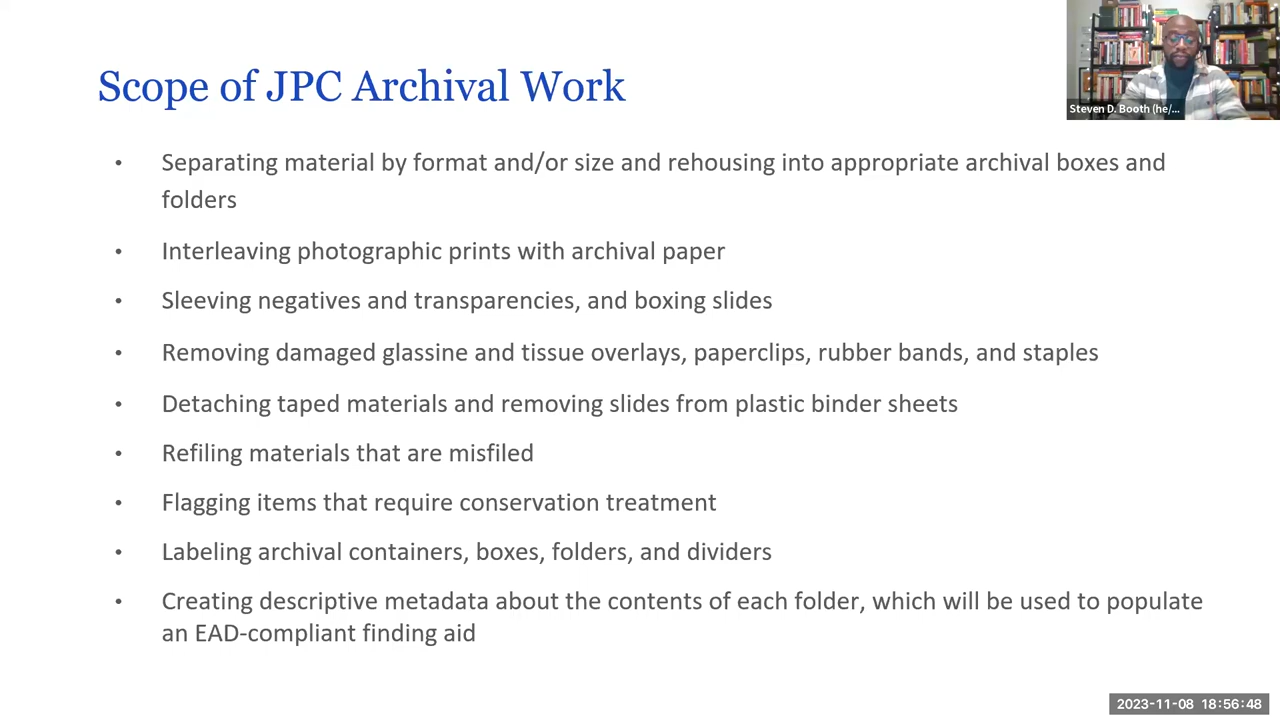 Scope of JPC Archival Work
Steven D. Booth (he/...
• Separating material by format and/or size and rehousing into appropriate archival boxes and
folders
• Interleaving photographic prints with archival paper
• Sleeving negatives and transparencies, and boxing slides
• Removing damaged glassine and tissue overlays, paperclips, rubber bands, and staples
• Detaching taped materials and removing slides from plastic binder sheets
• Refiling materials that are misfiled
• Flagging items that require conservation treatment
• Labeling archival containers, boxes, folders, and dividers
• Creating descriptive metadata about the contents of each folder, which will be used to populate
an EAD-compliant finding aid
2023-11-08 18:56:48